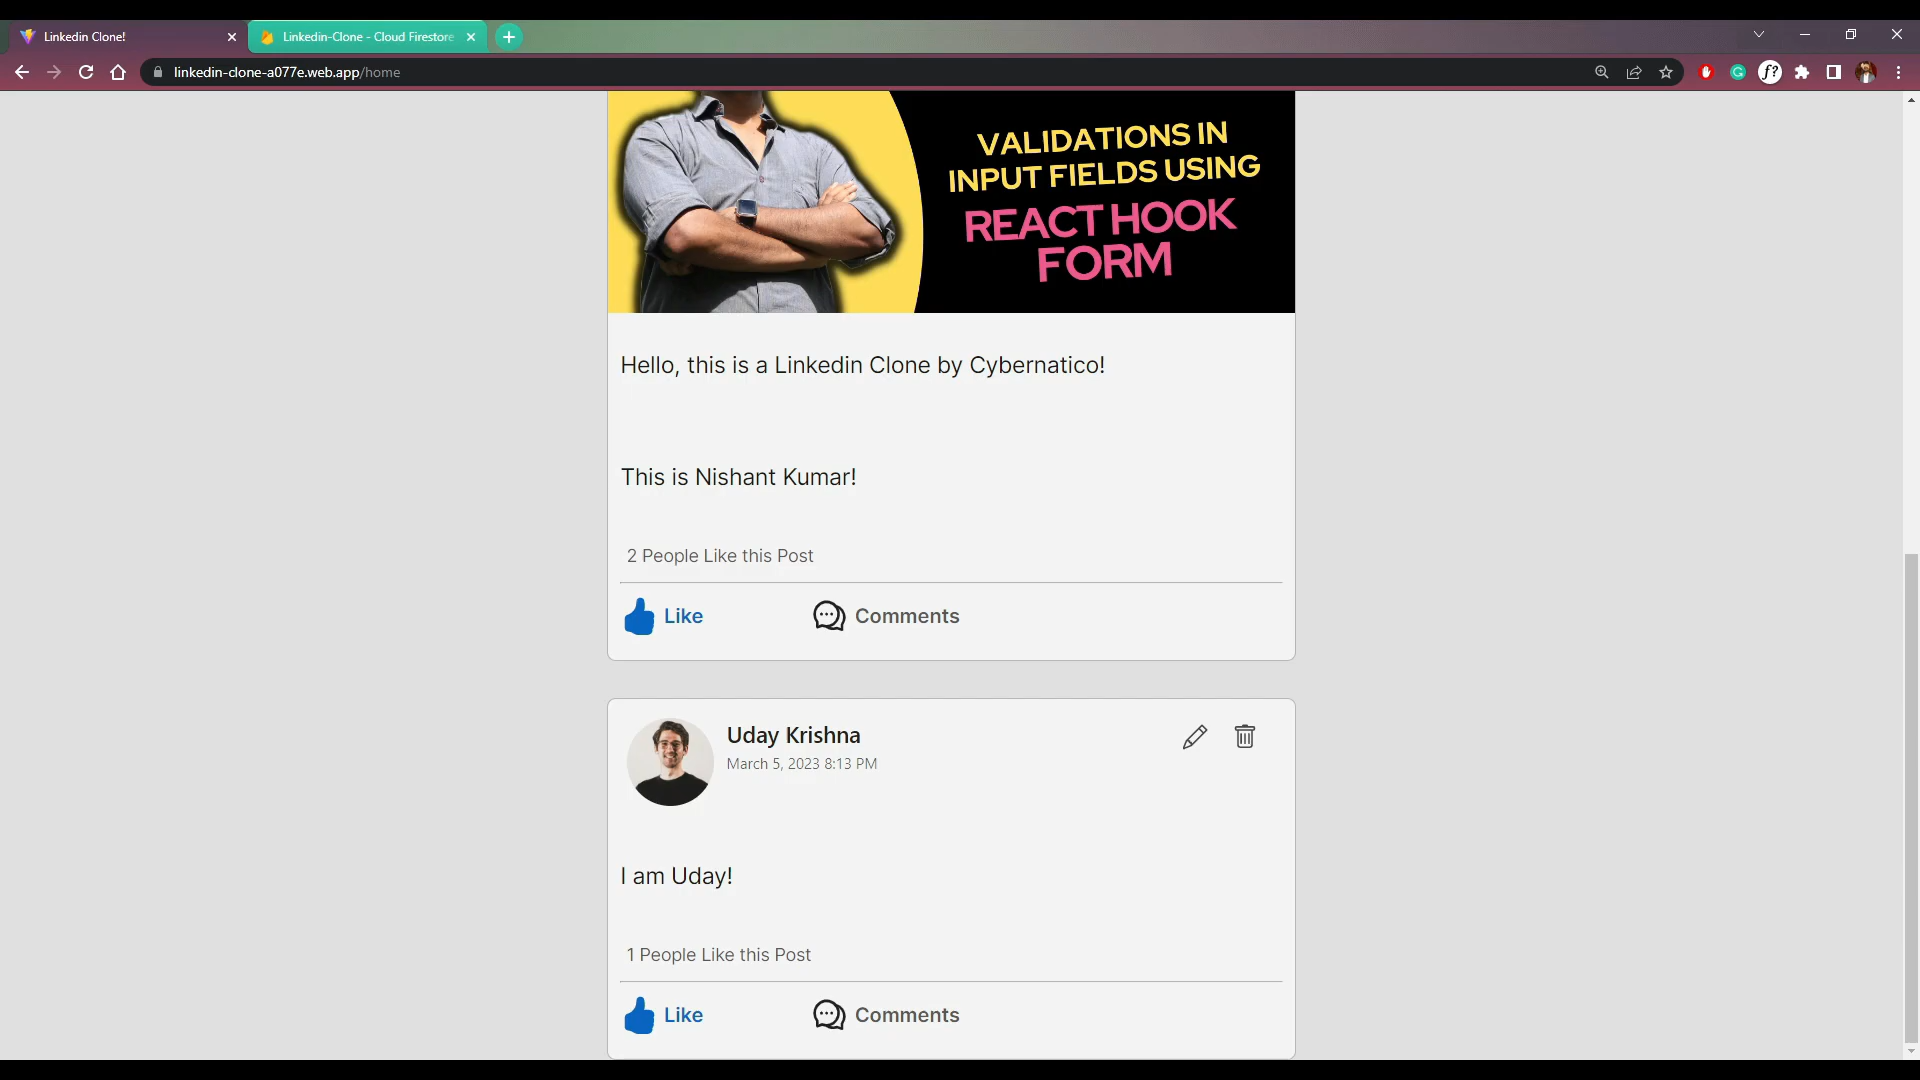 Linkedin Clone!
Linkedin-Clone - Cloud Firestore
linkedin-clone-a077e.web.app/home
f?
VALIDATIONS IN
INPUT FIELDS USING
REACT HOOK
FORM
Hello, this is a Linkedin Clone by Cybernatico!
This is Nishant Kumar!
2 People Like this Post
Like
Comments
Uday Krishna
March 5, 2023 8:13 PM
I am Uday!
1 People Like this Post
Like
Comments